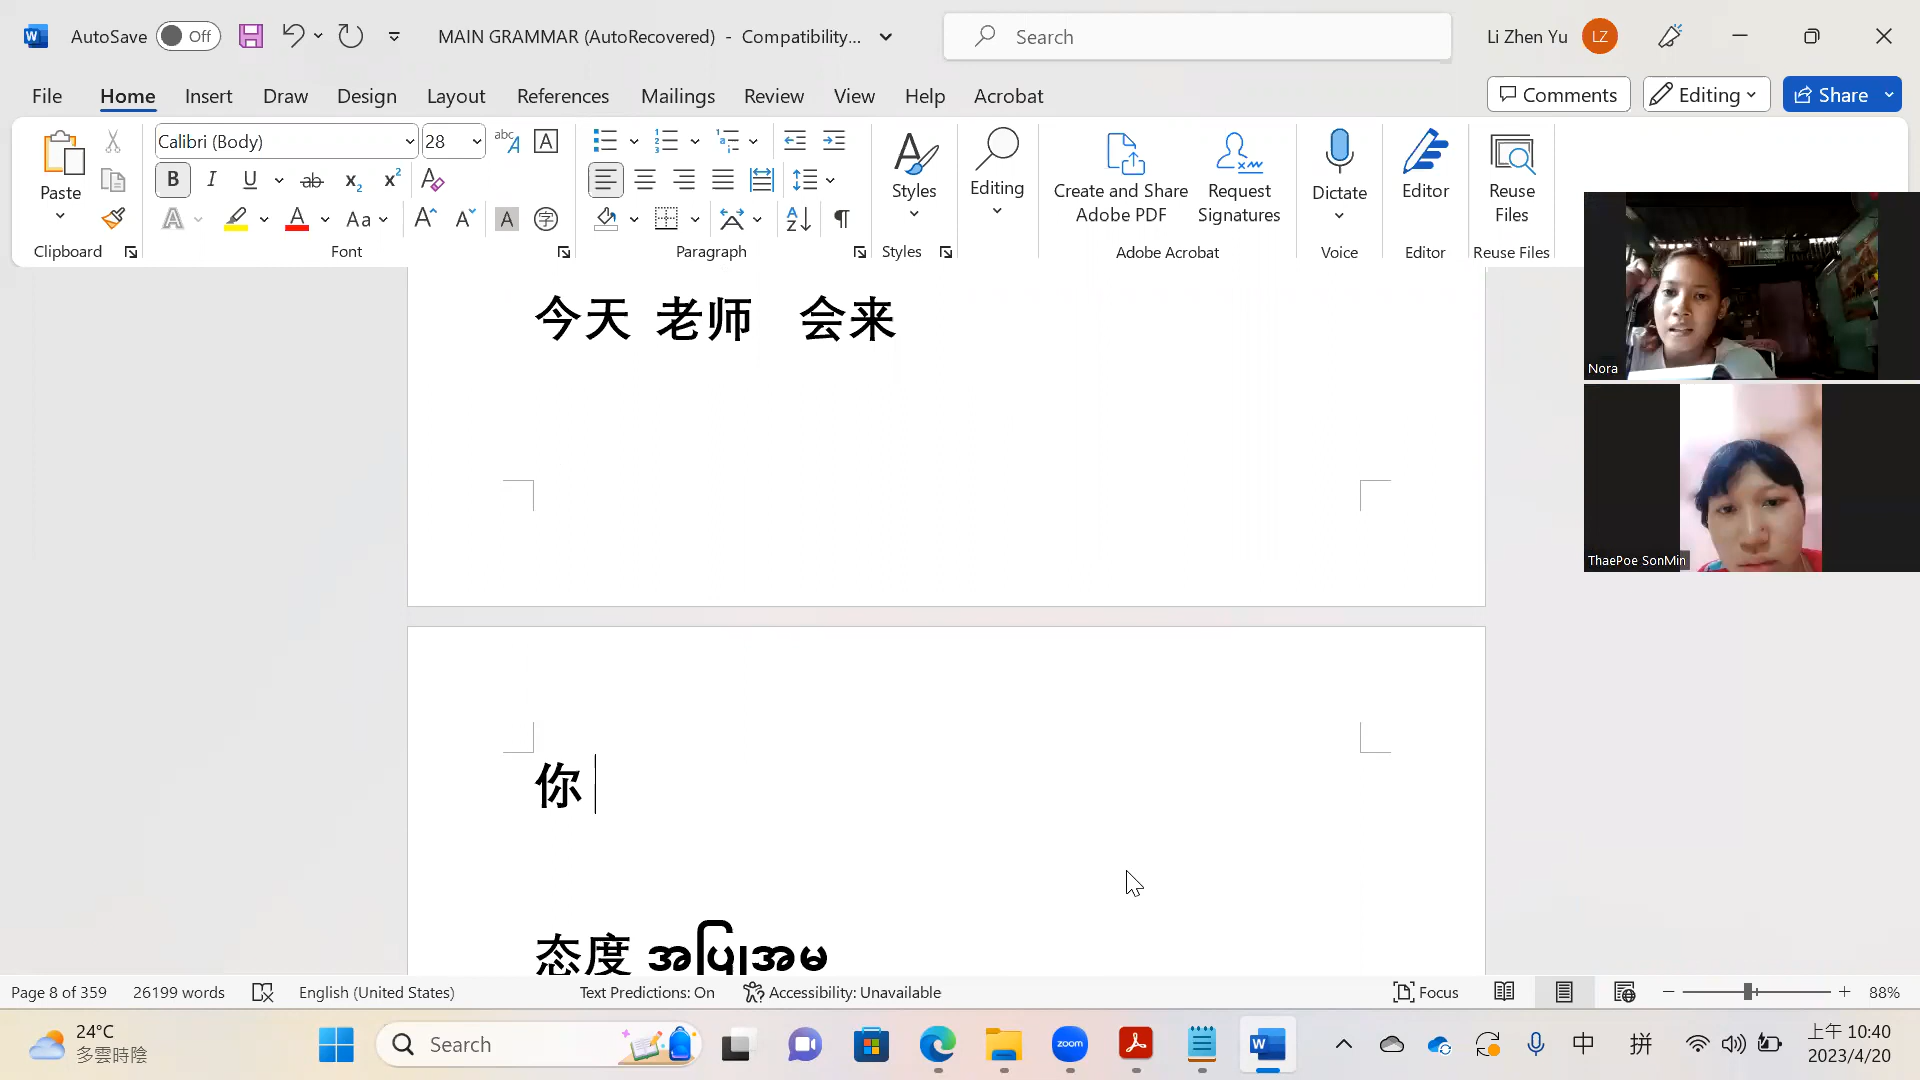 AutoSave Off MAIN GRAMMAR (AutoRecovered) - Compatibility... Search Li Zhen Yu LZ
File Home Insert Draw Design Layout References Mailings Review View Help Acrobat Comments Editing Share
Calibri (Body) 28
Paste
Clipboard
Font
Paragraph
Styles
Styles
Editing
Create and Share Adobe PDF
Request Signatures
Adobe Acrobat
Dictate
Voice
Editor
Editor
Reuse Files
Reuse Files
今天 老师 会来
Nora
ThaePoe SonMin
你
态度 အပြုအမ
Page 8 of 359 26199 words English (United States) Text Predictions: On Accessibility: Unavailable Focus 88%
24°C
多雲時陰
Search
zoom
中 拼
上午 10:40
2023/4/20